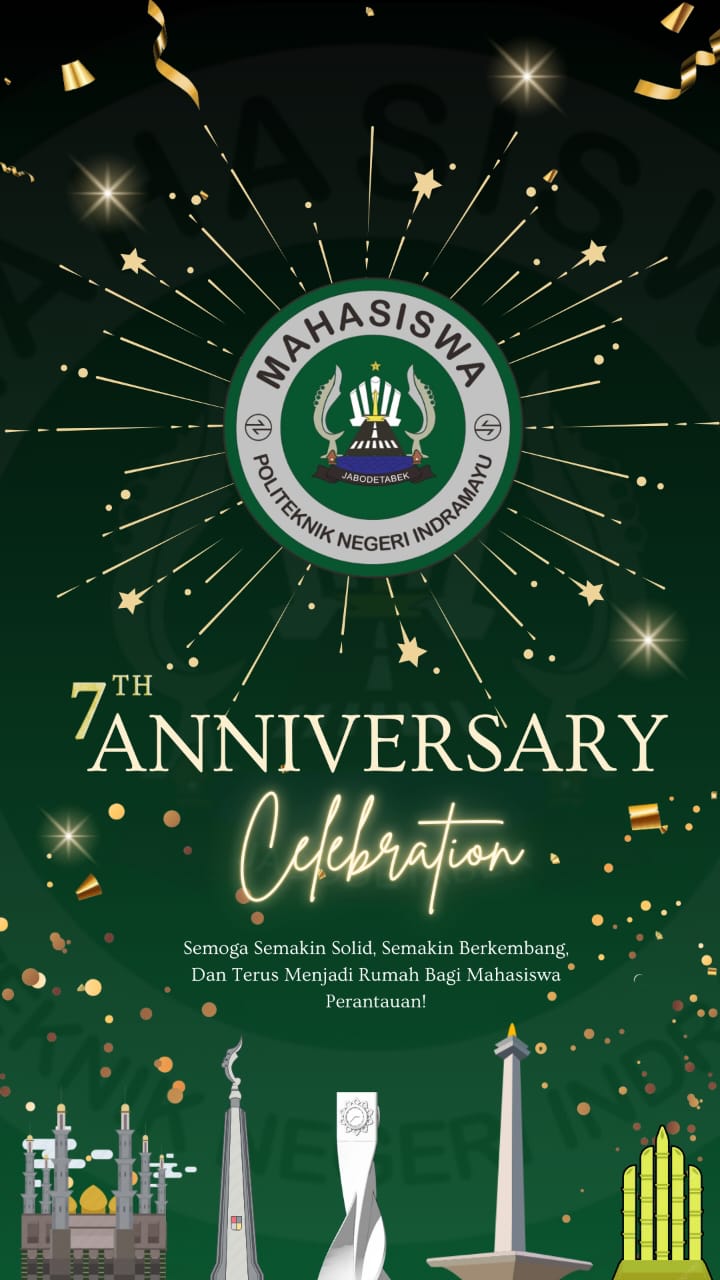 MAHASISWA
JABODETABEK
POLITEKNIK NEGERI INDRAMAYU
7TH
ANNIVERSARY
Celebration
Semoga Semakin Solid, Semakin Berkembang,
Dan Terus Menjadi Rumah Bagi Mahasiswa
Perantauan!